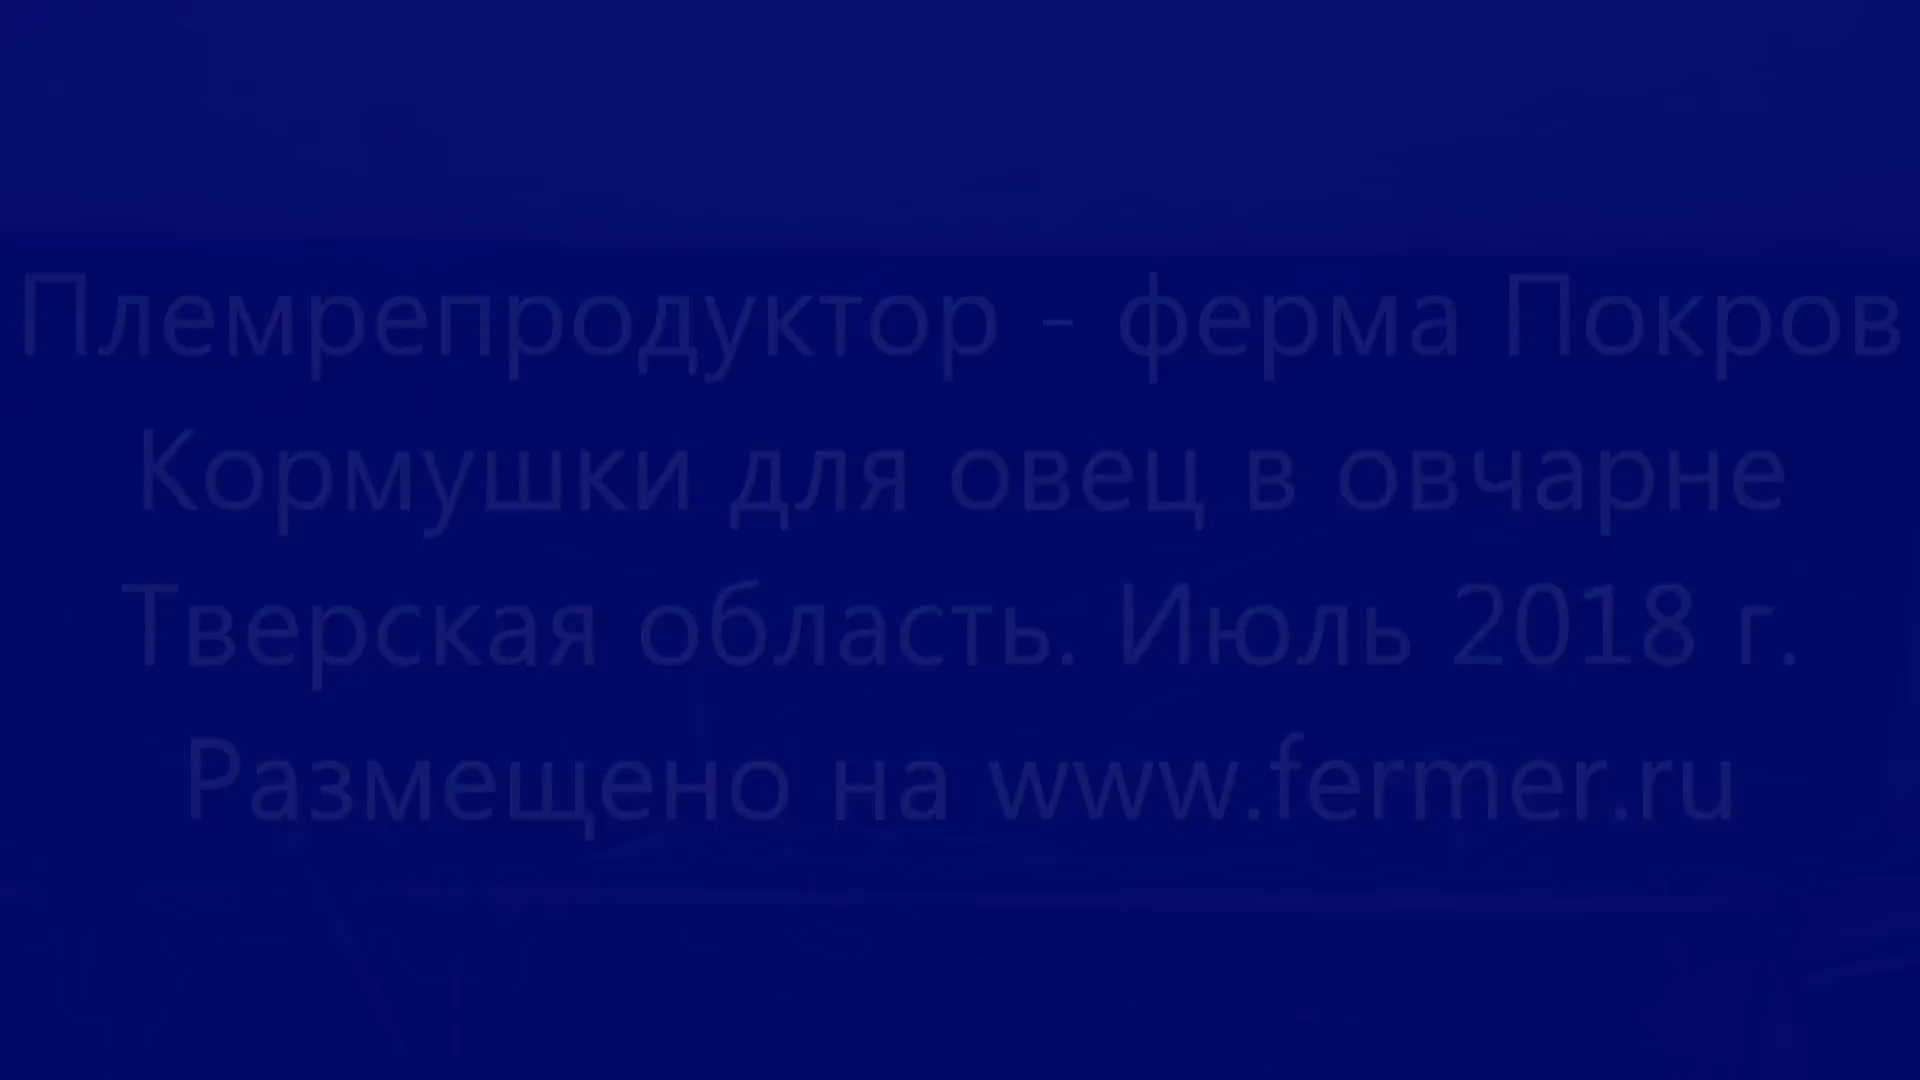 Племрепродуктор - ферма Покров
Кормушки для овец в овчарне
Тверская область. Июль 2018 г.
Размещено на www.fermer.ru